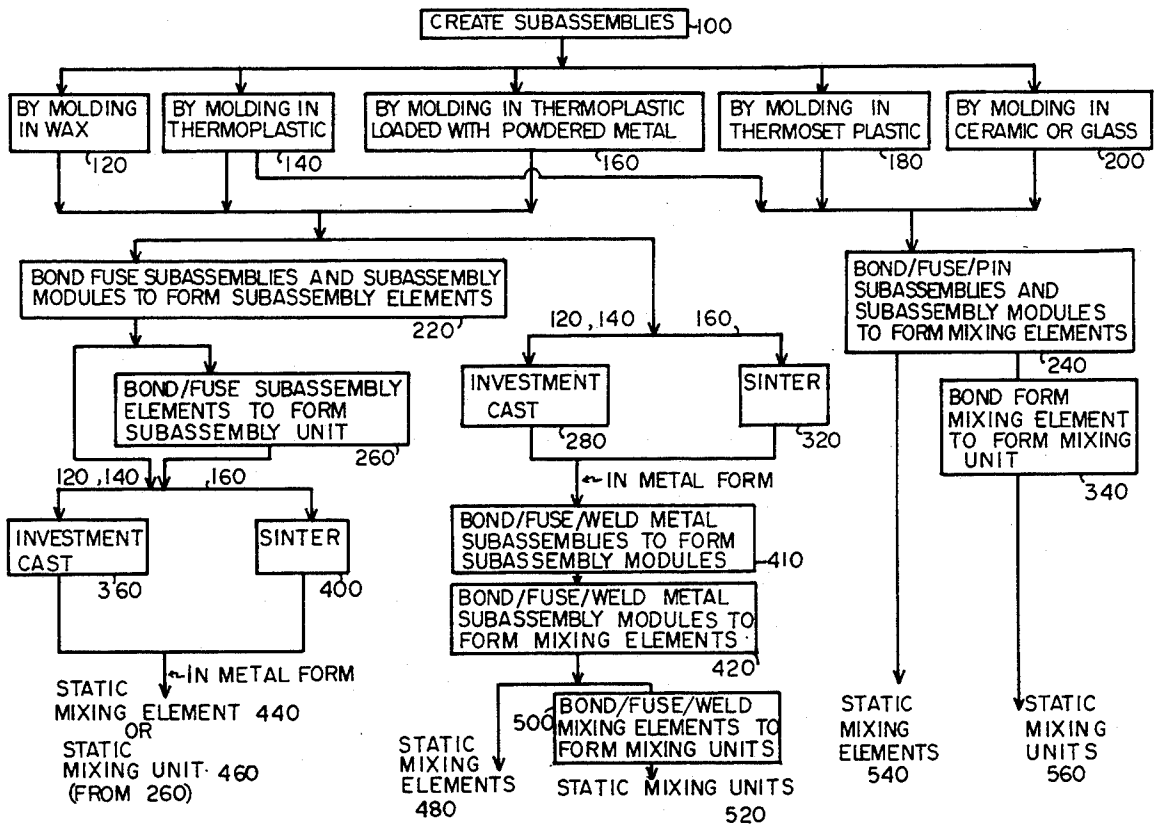 CREATE SUBASSEMBLIES
100
BY MOLDING
IN WAX
120
BY MOLDING IN
THERMOPLASTIC
140
BY MOLDING IN THERMOPLASTIC
LOADED WITH POWDERED METAL
160
BY MOLDING IN
THERMOSET PLASTIC
180
BY MOLDING IN
CERAMIC OR GLASS
200
BOND FUSE SUBASSEMBLIES AND SUBASSEMBLY
MODULES TO FORM SUBASSEMBLY ELEMENTS
220
BOND/FUSE/PIN
SUBASSEMBLIES AND
SUBASSEMBLY MODULES
TO FORM MIXING ELEMENTS
240
120 ,140
160
BOND/FUSE SUBASSEMBLY
ELEMENTS TO FORM
SUBASSEMBLY UNIT
260
INVESTMENT
CAST
280
SINTER
320
BOND FORM
MIXING ELEMENT
TO FORM MIXING
UNIT
340
120 ,140
160
IN METAL FORM
INVESTMENT
CAST
360
SINTER
400
BOND/FUSE/WELD METAL
SUBASSEMBLIES TO FORM
SUBASSEMBLY MODULES
410
BOND/FUSE/WELD METAL
SUBASSEMBLY MODULES TO
FORM MIXING ELEMENTS
420
IN METAL FORM
STATIC
MIXING ELEMENT 440
OR
STATIC
MIXING UNIT 460
(FROM 260)
500
BOND/FUSE/WELD
MIXING ELEMENTS TO
FORM MIXING UNITS
STATIC
MIXING
ELEMENTS
480
STATIC MIXING UNITS
520
STATIC
MIXING
ELEMENTS
540
STATIC
MIXING
UNITS
560